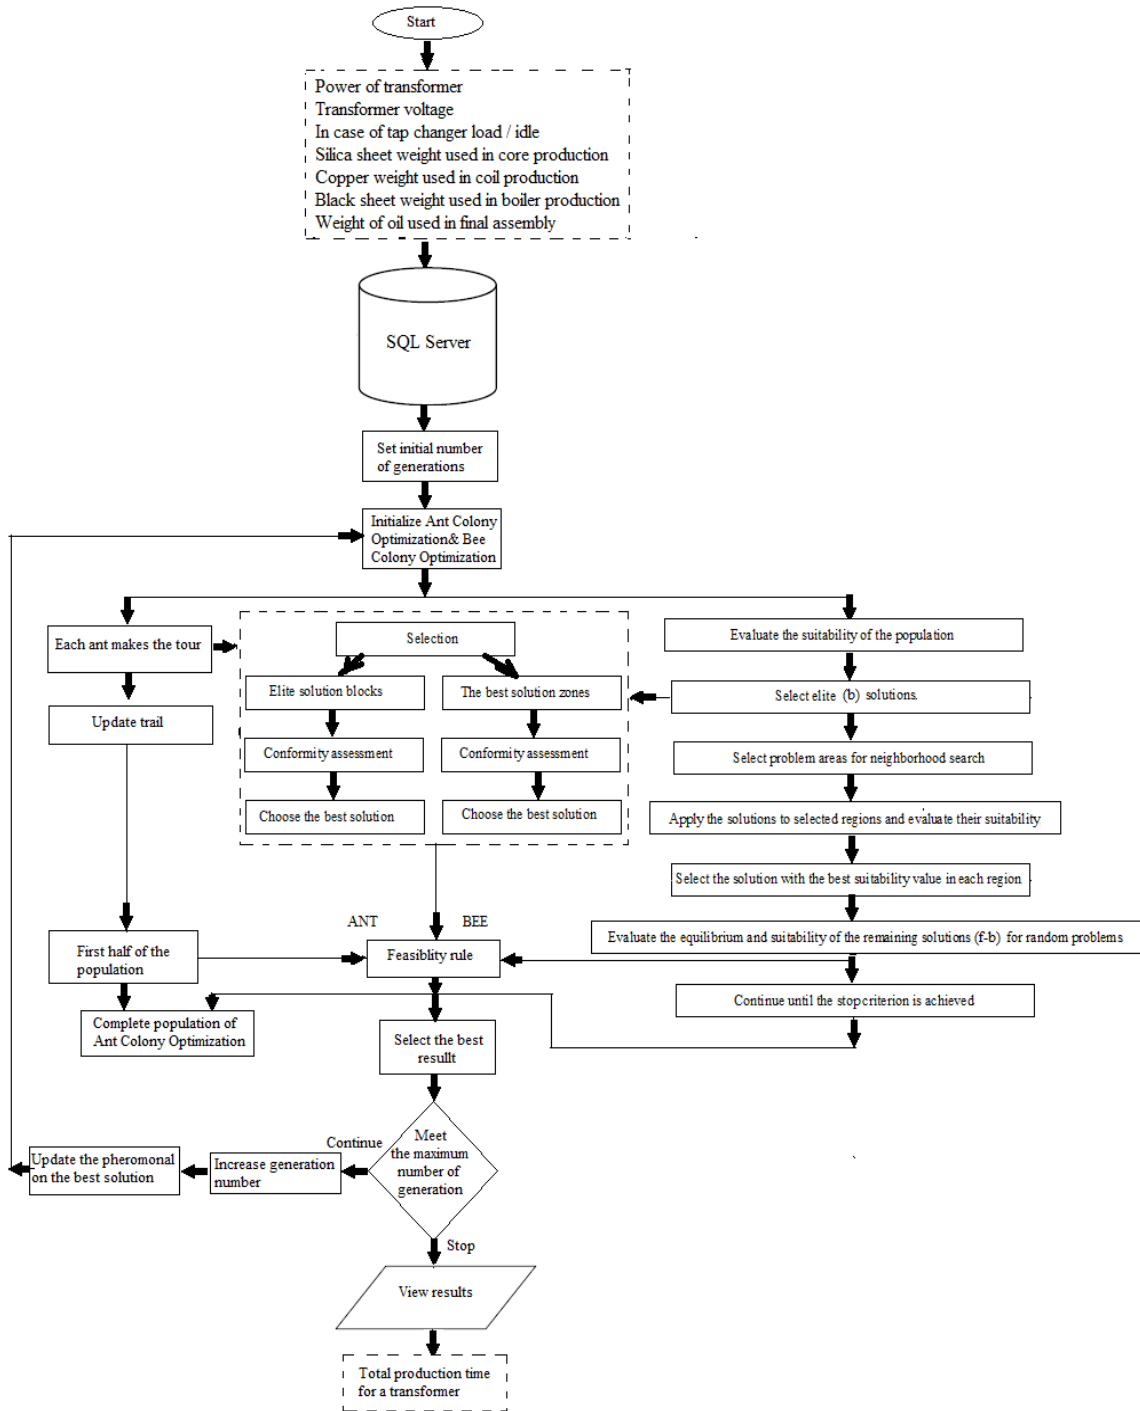 Start
Power of transformer
Transformer voltage
In case of tap changer load / idle
Silica sheet weight used in core production
Copper weight used in coil production
Black sheet weight used in boiler production
Weight of oil used in final assembly
SQL Server
Set initial number
of generations
Initialize Ant Colony
Optimization& Bee
Colony Optimization
Each ant makes the tour
Selection
Evaluate the suitability of the population
Elite solution blocks
The best solution zones
Select elite (b) solutions.
Update trail
Conformity assessment
Conformity assessment
Select problem areas for neighborhood search
Choose the best solution
Choose the best solution
Apply the solutions to selected regions and evaluate their suitability
Select the solution with the best suitability value in each region
ANT
BEE
First half of the
population
Feasiblity rule
Evaluate the equilibrium and suitability of the remaining solutions (f-b) for random problems
Continue until the stop criterion is achieved
Complete population of
Ant Colony Optimization
Select the best
resullt
Meet
the maximum
number of
generation
Continue
Increase generation
number
Update the pheromonal
on the best solution
Stop
View results
Total production time
for a transformer